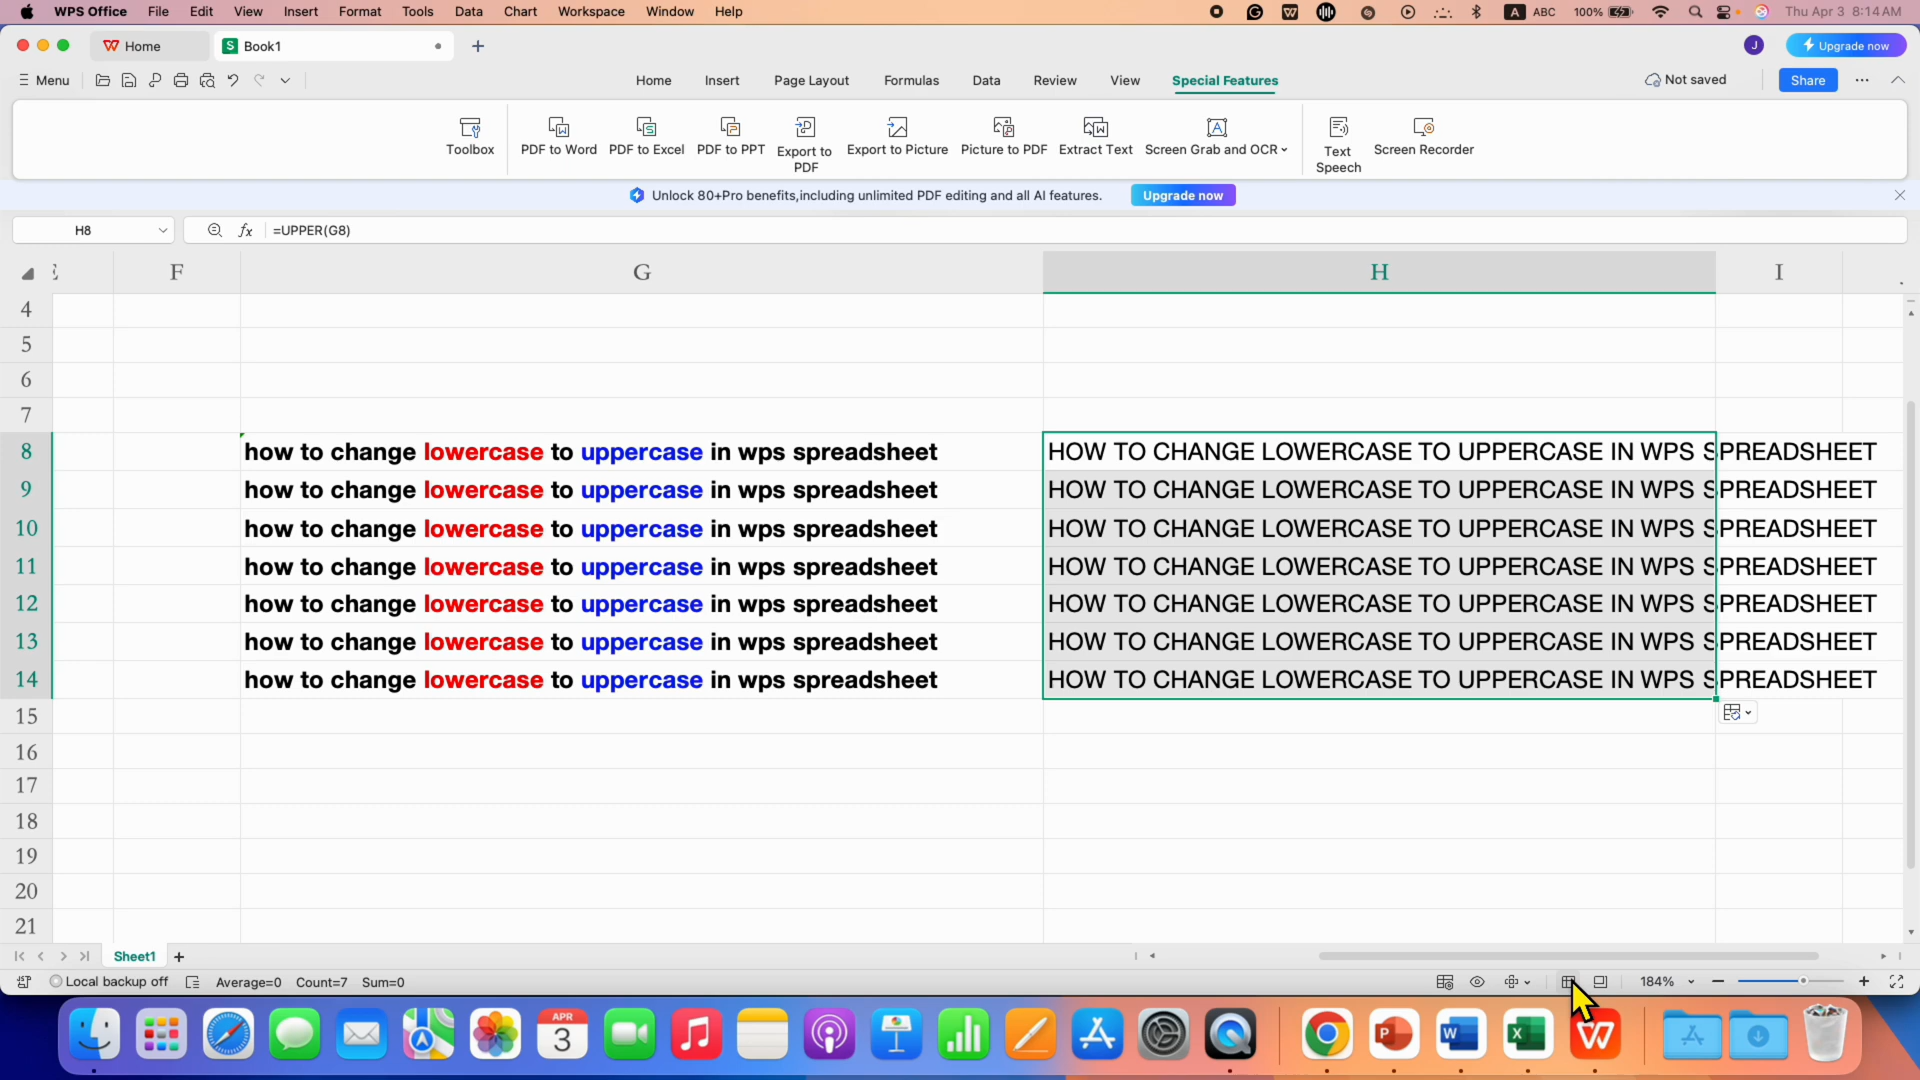 WPS Office File Edit View Insert Format Tools Data Chart Workspace Window Help A ABC 100% Thu Apr 3 8:14 AM
Home Book1 J Upgrade now
Menu Home Insert Page Layout Formulas Data Review View Special Features Not saved Share
Toolbox PDF to Word PDF to Excel PDF to PPT Export to PDF Export to Picture Picture to PDF Extract Text Screen Grab and OCR Text Speech Screen Recorder
Unlock 80+Pro benefits,including unlimited PDF editing and all AI features. Upgrade now
H8 fx =UPPER(G8)
F G H I
4
5
6
7
8 how to change lowercase to uppercase in wps spreadsheet HOW TO CHANGE LOWERCASE TO UPPERCASE IN WPS SPREADSHEET
9 how to change lowercase to uppercase in wps spreadsheet HOW TO CHANGE LOWERCASE TO UPPERCASE IN WPS SPREADSHEET
10 how to change lowercase to uppercase in wps spreadsheet HOW TO CHANGE LOWERCASE TO UPPERCASE IN WPS SPREADSHEET
11 how to change lowercase to uppercase in wps spreadsheet HOW TO CHANGE LOWERCASE TO UPPERCASE IN WPS SPREADSHEET
12 how to change lowercase to uppercase in wps spreadsheet HOW TO CHANGE LOWERCASE TO UPPERCASE IN WPS SPREADSHEET
13 how to change lowercase to uppercase in wps spreadsheet HOW TO CHANGE LOWERCASE TO UPPERCASE IN WPS SPREADSHEET
14 how to change lowercase to uppercase in wps spreadsheet HOW TO CHANGE LOWERCASE TO UPPERCASE IN WPS SPREADSHEET
15
16
17
18
19
20
21
Sheet1
Local backup off Average=0 Count=7 Sum=0 184%
APR
3